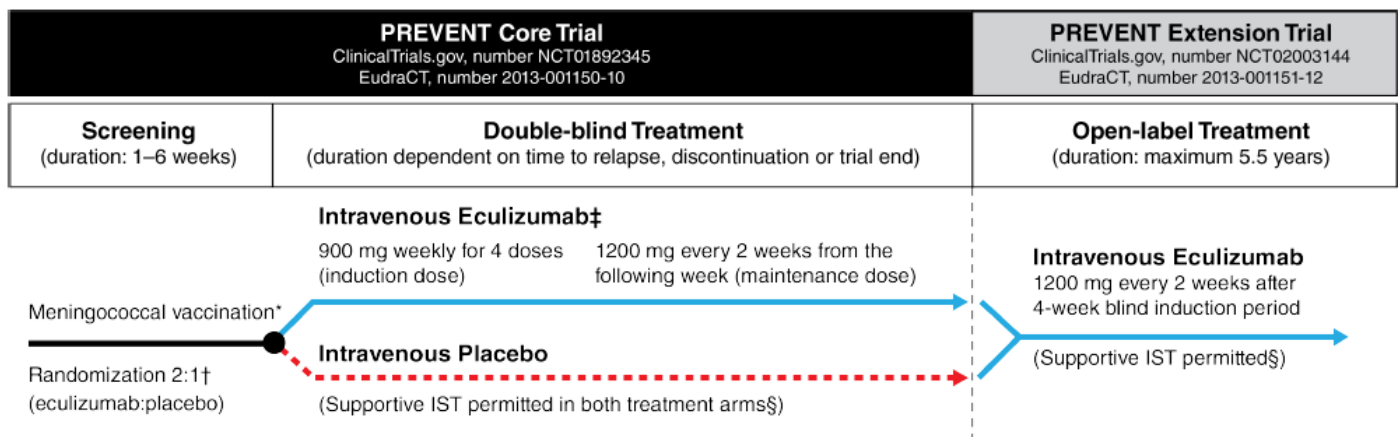 PREVENT Core Trial
ClinicalTrials.gov, number NCT01892345
EudraCT, number 2013-001150-10
PREVENT Extension Trial
ClinicalTrials.gov, number NCT02003144
EudraCT, number 2013-001151-12
Screening
(duration: 1–6 weeks)
Double-blind Treatment
(duration dependent on time to relapse, discontinuation or trial end)
Open-label Treatment
(duration: maximum 5.5 years)
Meningococcal vaccination*
Randomization 2:1†
(eculizumab:placebo)
Intravenous Eculizumab‡
900 mg weekly for 4 doses
(induction dose)
1200 mg every 2 weeks from the
following week (maintenance dose)
Intravenous Placebo
(Supportive IST permitted in both treatment arms§)
Intravenous Eculizumab
1200 mg every 2 weeks after
4-week blind induction period
(Supportive IST permitted§)